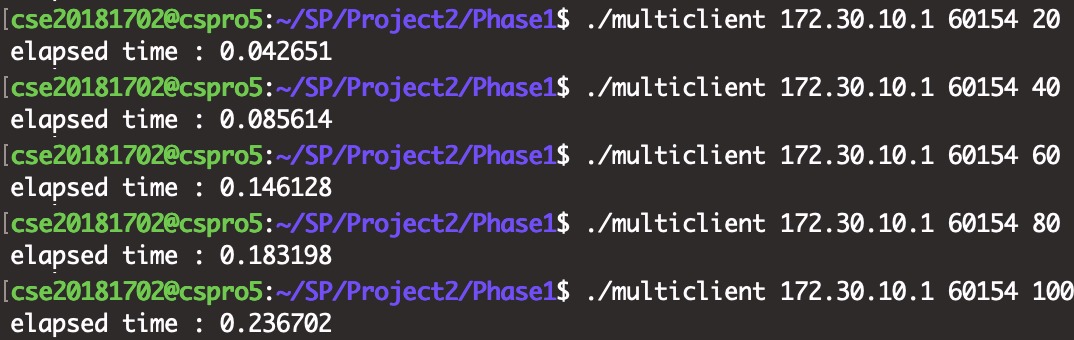 [cse20181702@cspro5:~/SP/Project2/Phase1$ ./multiclient 172.30.10.1 60154 20
elapsed time : 0.042651
[cse20181702@cspro5:~/SP/Project2/Phase1$ ./multiclient 172.30.10.1 60154 40
elapsed time : 0.085614
[cse20181702@cspro5:~/SP/Project2/Phase1$ ./multiclient 172.30.10.1 60154 60
elapsed time : 0.146128
[cse20181702@cspro5:~/SP/Project2/Phase1$ ./multiclient 172.30.10.1 60154 80
elapsed time : 0.183198
[cse20181702@cspro5:~/SP/Project2/Phase1$ ./multiclient 172.30.10.1 60154 100
elapsed time : 0.236702